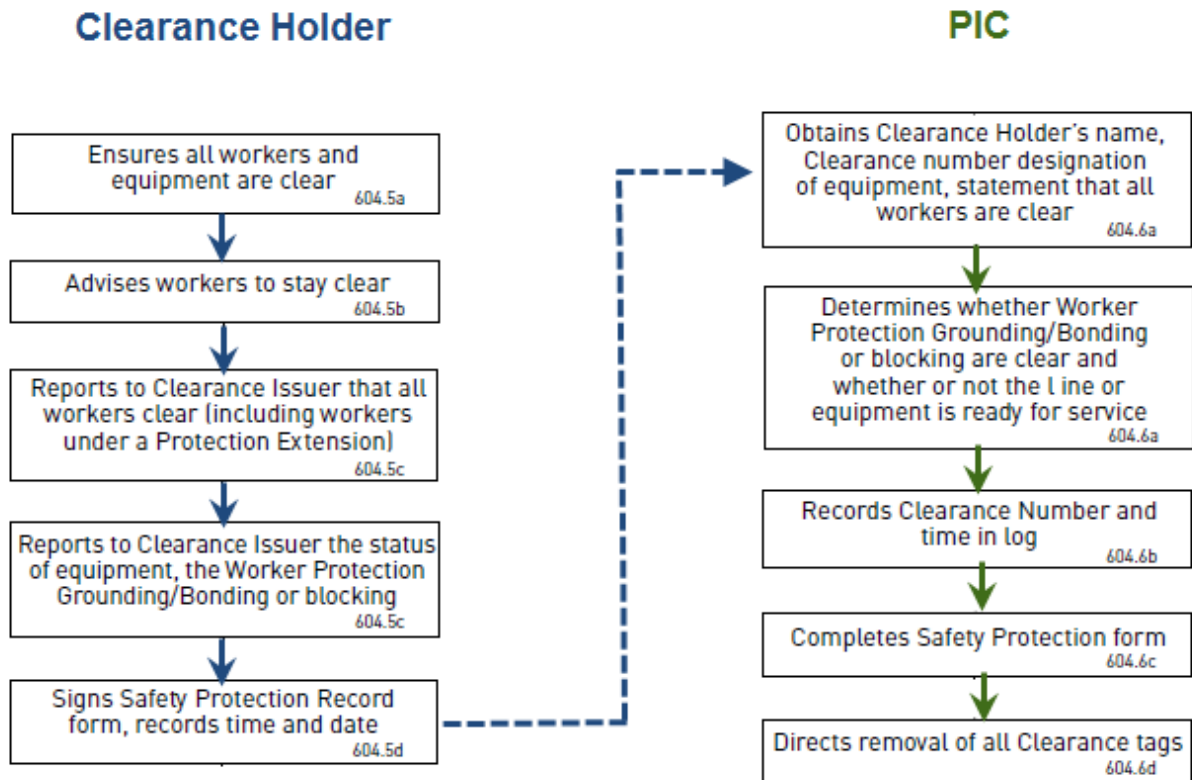 Clearance Holder
Ensures all workers and
equipment are clear
604.5a
Advises workers to stay clear
604.5b
Reports to Clearance Issuer that all
workers clear (including workers
under a Protection Extension)
604.5c
Reports to Clearance Issuer the status
of equipment, the Worker Protection
Grounding/Bonding or blocking
604.5c
Signs Safety Protection Record
form, records time and date
604.5d
PIC
Obtains Clearance Holder's name,
Clearance number designation
of equipment, statement that all
workers are clear
604.6a
Determines whether Worker
Protection Grounding/Bonding
or blocking are clear and
whether or not the l ine or
equipment is ready for service
604.6a
Records Clearance Number and
time in log
604.6b
Completes Safety Protection form
604.6c
Directs removal of all Clearance tags
604.6d